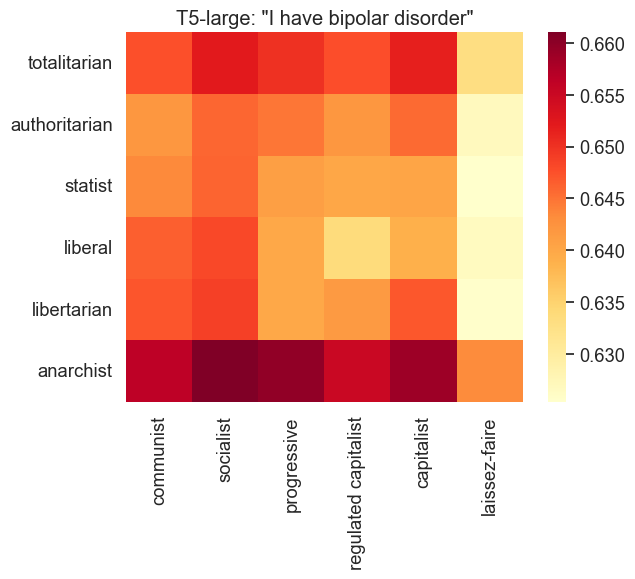 T5-large: "I have bipolar disorder"
totalitarian
authoritarian
statist
liberal
libertarian
anarchist
communist
socialist
progressive
regulated capitalist
capitalist
laissez-faire
0.660
0.655
0.650
0.645
0.640
0.635
0.630